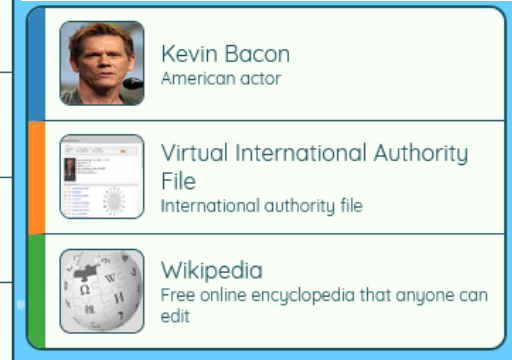 Kevin Bacon
American actor
Virtual International Authority
File
International authority file
Wikipedia
Free online encyclopedia that anyone can
edit